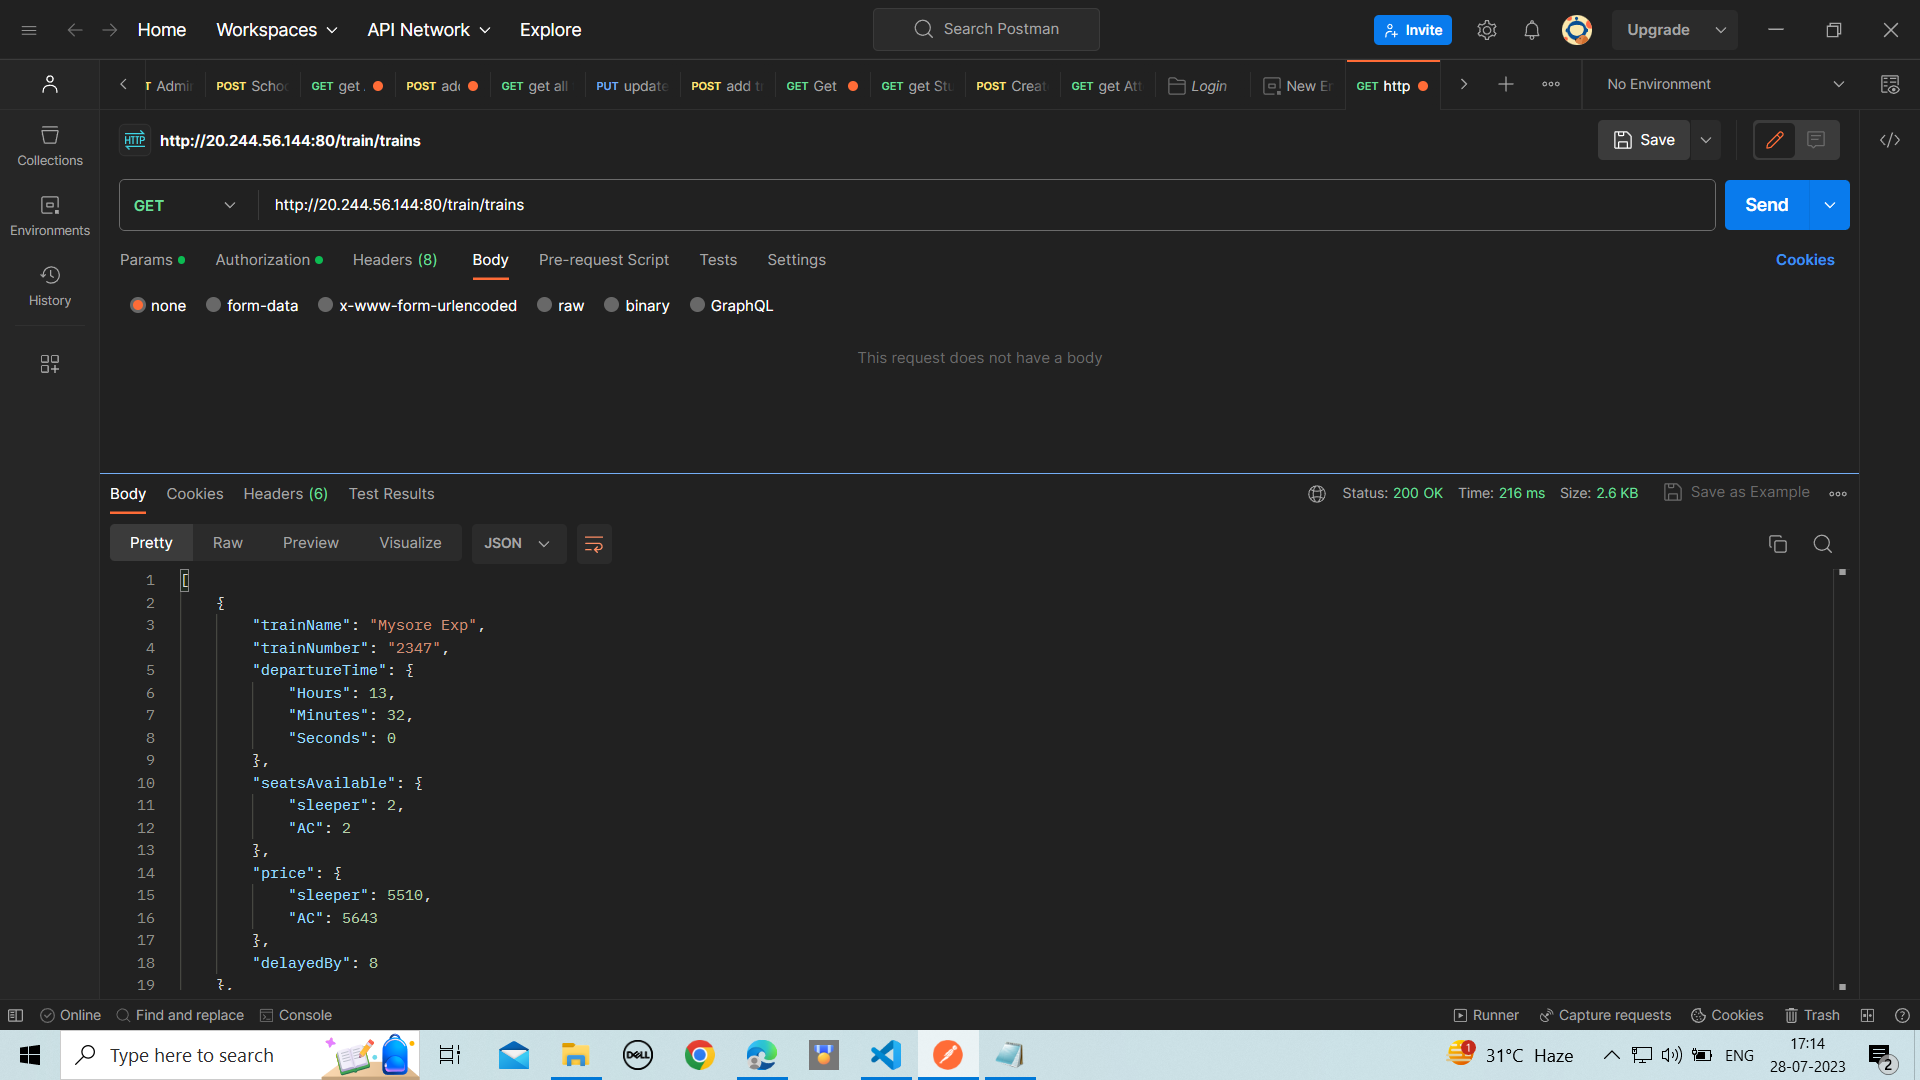 Home Workspaces API Network Explore Search Postman Invite Upgrade
T Admin POST Schoo GET get POST add GET get all PUT update POST add t GET Get GET get Stu POST Creat GET get Att Login New En GET http No Environment
HTTP http://20.244.56.144:80/train/trains Save
Collections
GET http://20.244.56.144:80/train/trains Send
Environments
Params Authorization Headers (8) Body Pre-request Script Tests Settings Cookies
History
none form-data x-www-form-urlencoded raw binary GraphQL
This request does not have a body
Body Cookies Headers (6) Test Results Status: 200 OK Time: 216 ms Size: 2.6 KB Save as Example
Pretty Raw Preview Visualize JSON
1 [
2 {
3 "trainName": "Mysore Exp",
4 "trainNumber": "2347",
5 "departureTime": {
6 "Hours": 13,
7 "Minutes": 32,
8 "Seconds": 0
9 },
10 "seatsAvailable": {
11 "sleeper": 2,
12 "AC": 2
13 },
14 "price": {
15 "sleeper": 5510,
16 "AC": 5643
17 },
18 "delayedBy": 8
19 },
Online Find and replace Console Runner Capture requests Cookies Trash
Type here to search DELL 1 31°C Haze ENG 17:14
28-07-2023 2